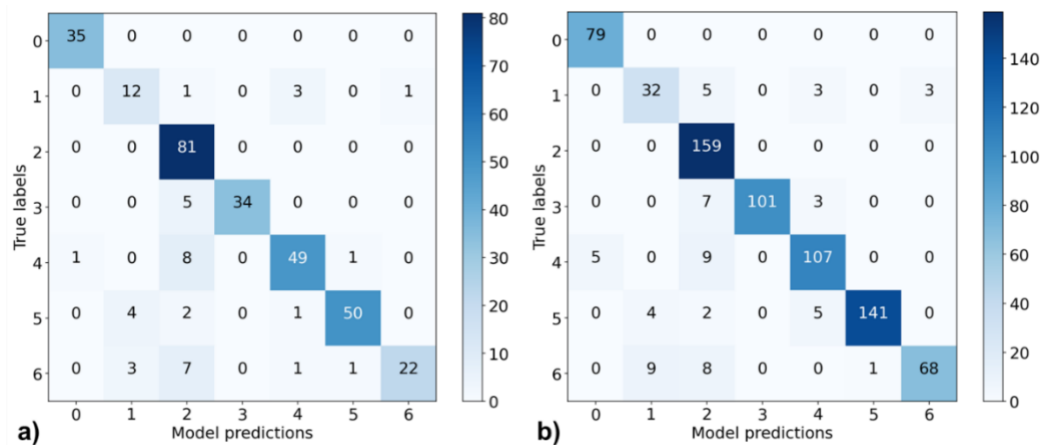 0 35 0 0 0 0 0 0
1 0 12 1 0 3 0 1
2 0 0 81 0 0 0 0
3 0 0 5 34 0 0 0
4 1 0 8 0 49 1 0
5 0 4 2 0 1 50 0
6 0 3 7 0 1 1 22
0 1 2 3 4 5 6
True labels
Model predictions
80
70
60
50
40
30
20
10
0
a)
0 79 0 0 0 0 0 0
1 0 32 5 0 3 0 3
2 0 0 159 0 0 0 0
3 0 0 7 101 3 0 0
4 5 0 9 0 107 0 0
5 0 4 2 0 5 141 0
6 0 9 8 0 0 1 68
0 1 2 3 4 5 6
True labels
Model predictions
140
120
100
80
60
40
20
0
b)